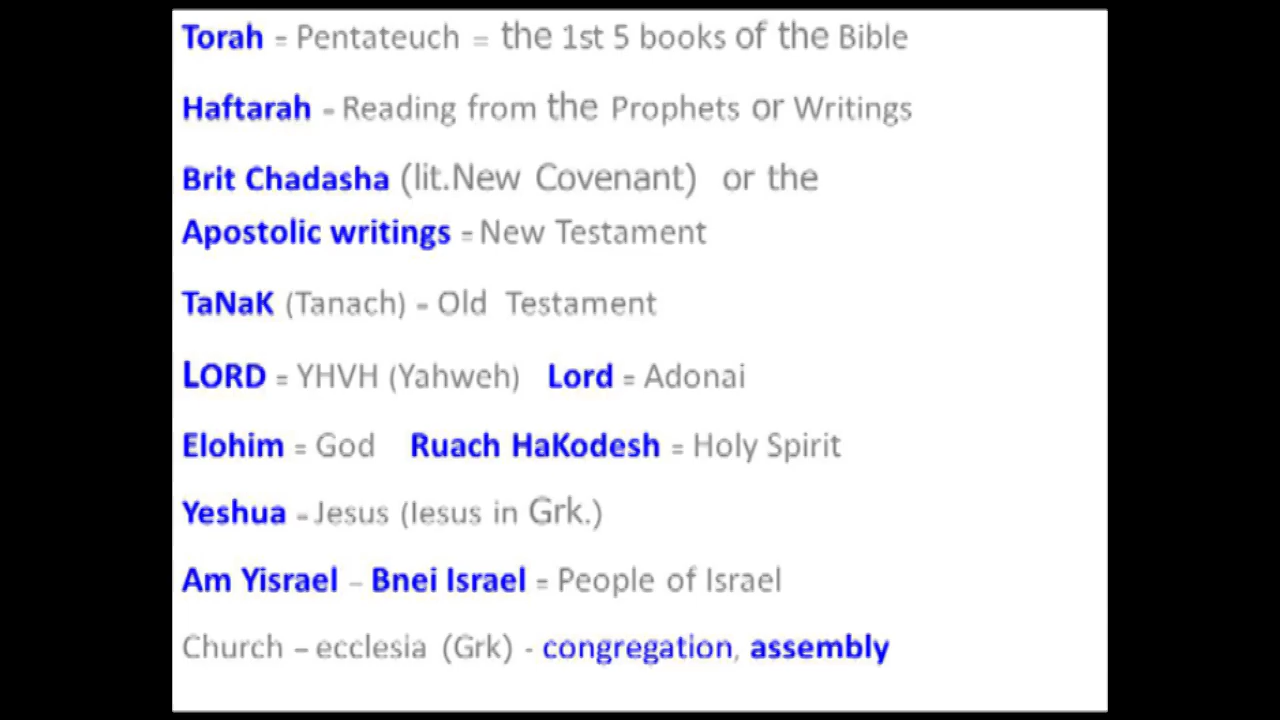 Torah = Pentateuch = the 1st 5 books of the Bible
Haftarah - Reading from the Prophets or Writings
Brit Chadasha (lit.New Covenant) or the
Apostolic writings = New Testament
TaNaK (Tanach) - Old Testament
LORD = YHVH (Yahweh) Lord = Adonai
Elohim = God Ruach HaKodesh = Holy Spirit
Yeshua - Jesus (Iesus in Grk.)
Am Yisrael – Bnei Israel = People of Israel
Church – ecclesia (Grk) - congregation, assembly